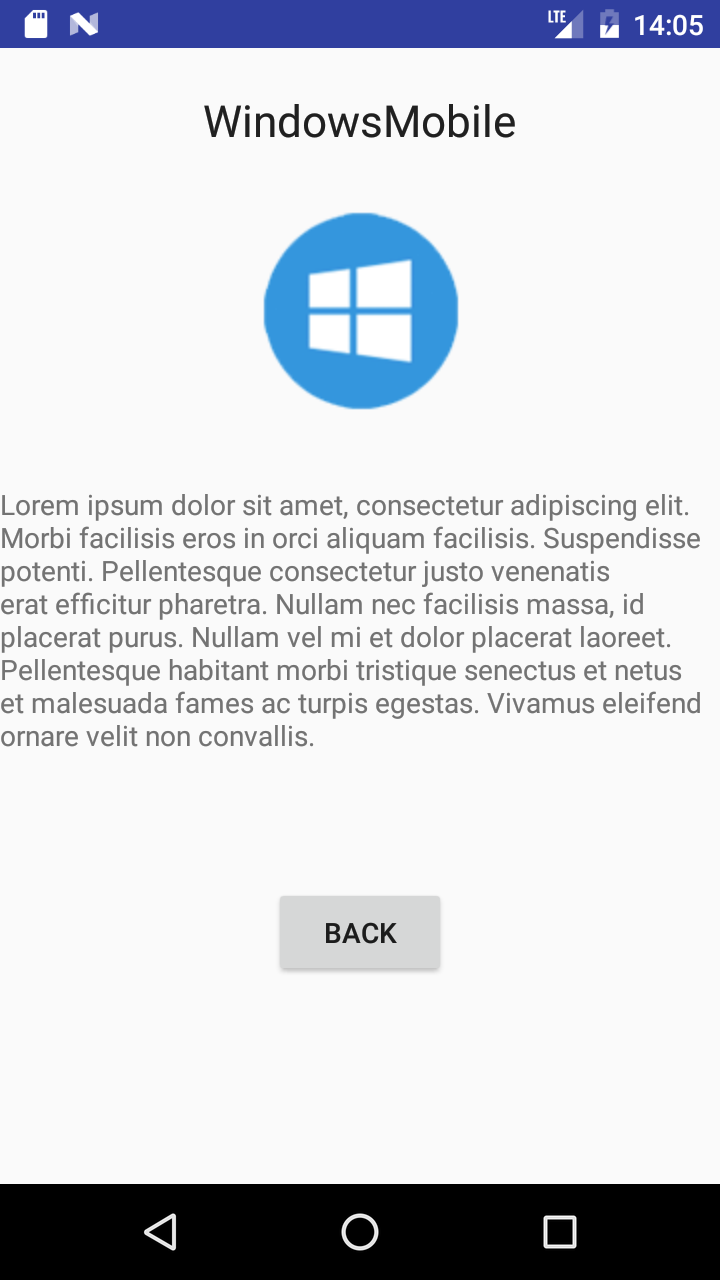 LTE 14:05
WindowsMobile
Lorem ipsum dolor sit amet, consectetur adipiscing elit.
Morbi facilisis eros in orci aliquam facilisis. Suspendisse
potenti. Pellentesque consectetur justo venenatis
erat efficitur pharetra. Nullam nec facilisis massa, id
placerat purus. Nullam vel mi et dolor placerat laoreet.
Pellentesque habitant morbi tristique senectus et netus
et malesuada fames ac turpis egestas. Vivamus eleifend
ornare velit non convallis.
BACK